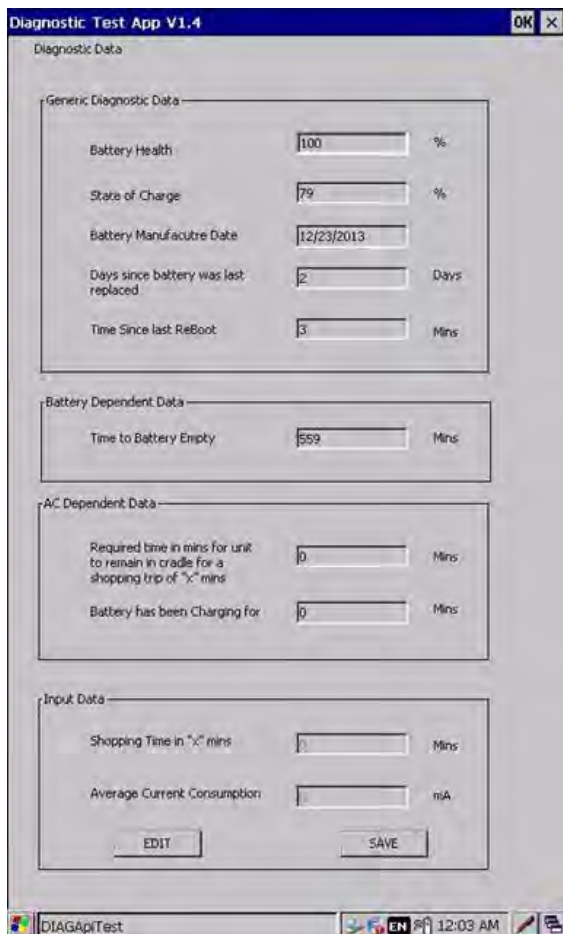 Diagnostic Test App V1.4 OK ×
Diagnostic Data
Generic Diagnostic Data
Battery Health 100 %
State of Charge 79 %
Battery Manufacutre Date 12/23/2013
Days since battery was last
replaced 2 Days
Time Since last ReBoot 3 Mins
Battery Dependent Data
Time to Battery Empty 559 Mins
AC Dependent Data
Required time in mins for unit
to remain in cradle for a
shopping trip of "x" mins 0 Mins
Battery has been Charging for 0 Mins
Input Data
Shopping Time in "x" mins Mins
Average Current Consumption mA
EDIT SAVE
DIAGApiTest EN 12:03 AM